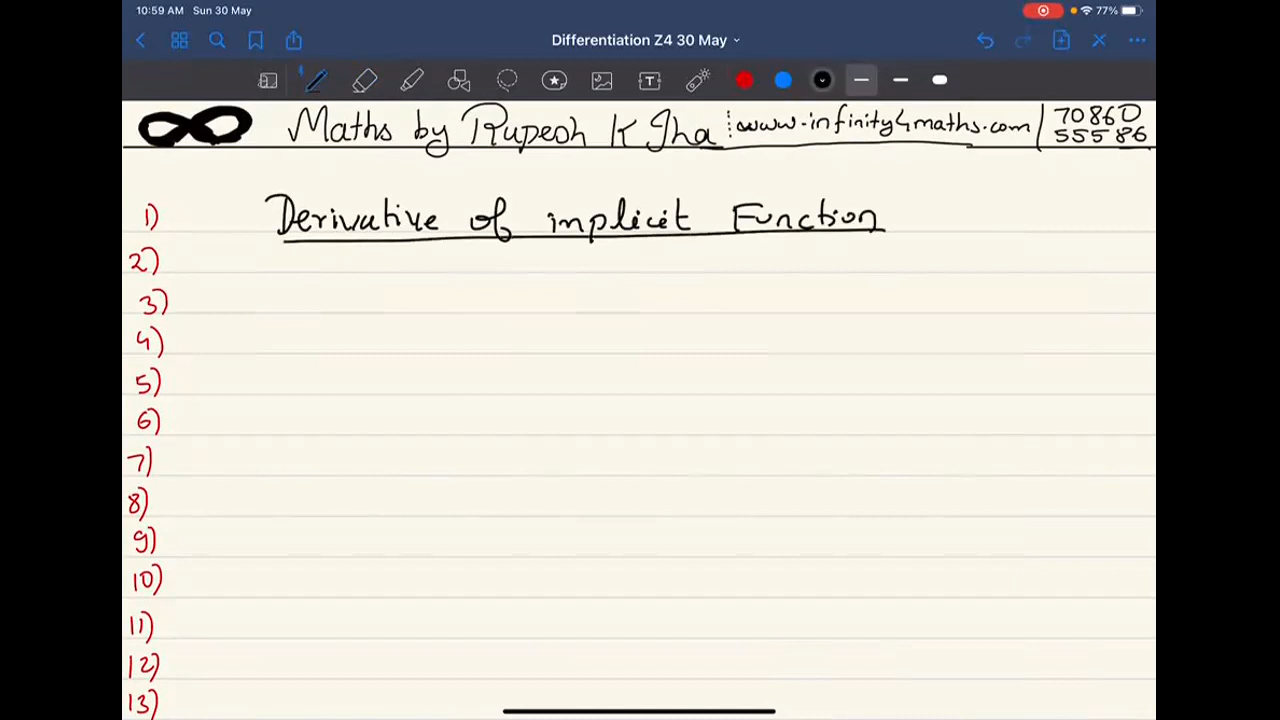 10:59 AM Sun 30 May 77%
Differentiation Z4 30 May
T
Maths by Rupesh K Jha www.infinity4maths.com 70860
55586
1) Derivative of implicit Function
2)
3)
4)
5)
6)
7)
8)
9)
10)
11)
12)
13)